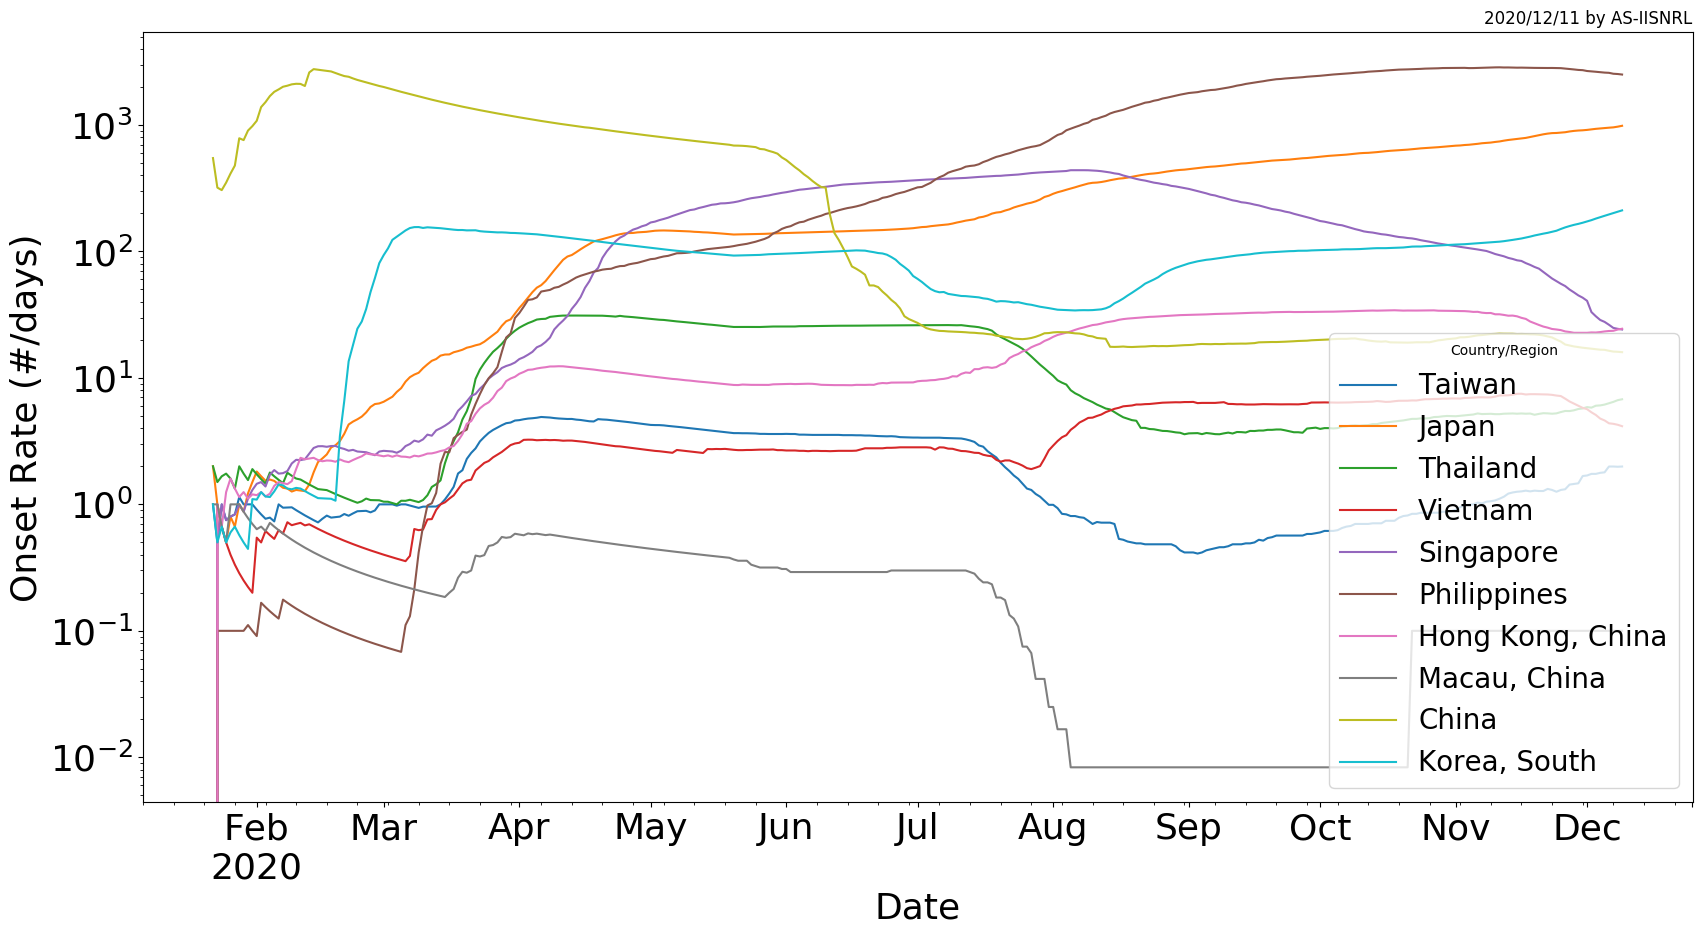 2020/12/11 by AS-IISNRL
Onset Rate (#/days)
10³
10²
10¹
10⁰
10⁻¹
10⁻²
Country/Region
Taiwan
Japan
Thailand
Vietnam
Singapore
Philippines
Hong Kong, China
Macau, China
China
Korea, South
Feb Mar Apr May Jun Jul Aug Sep Oct Nov Dec
2020
Date